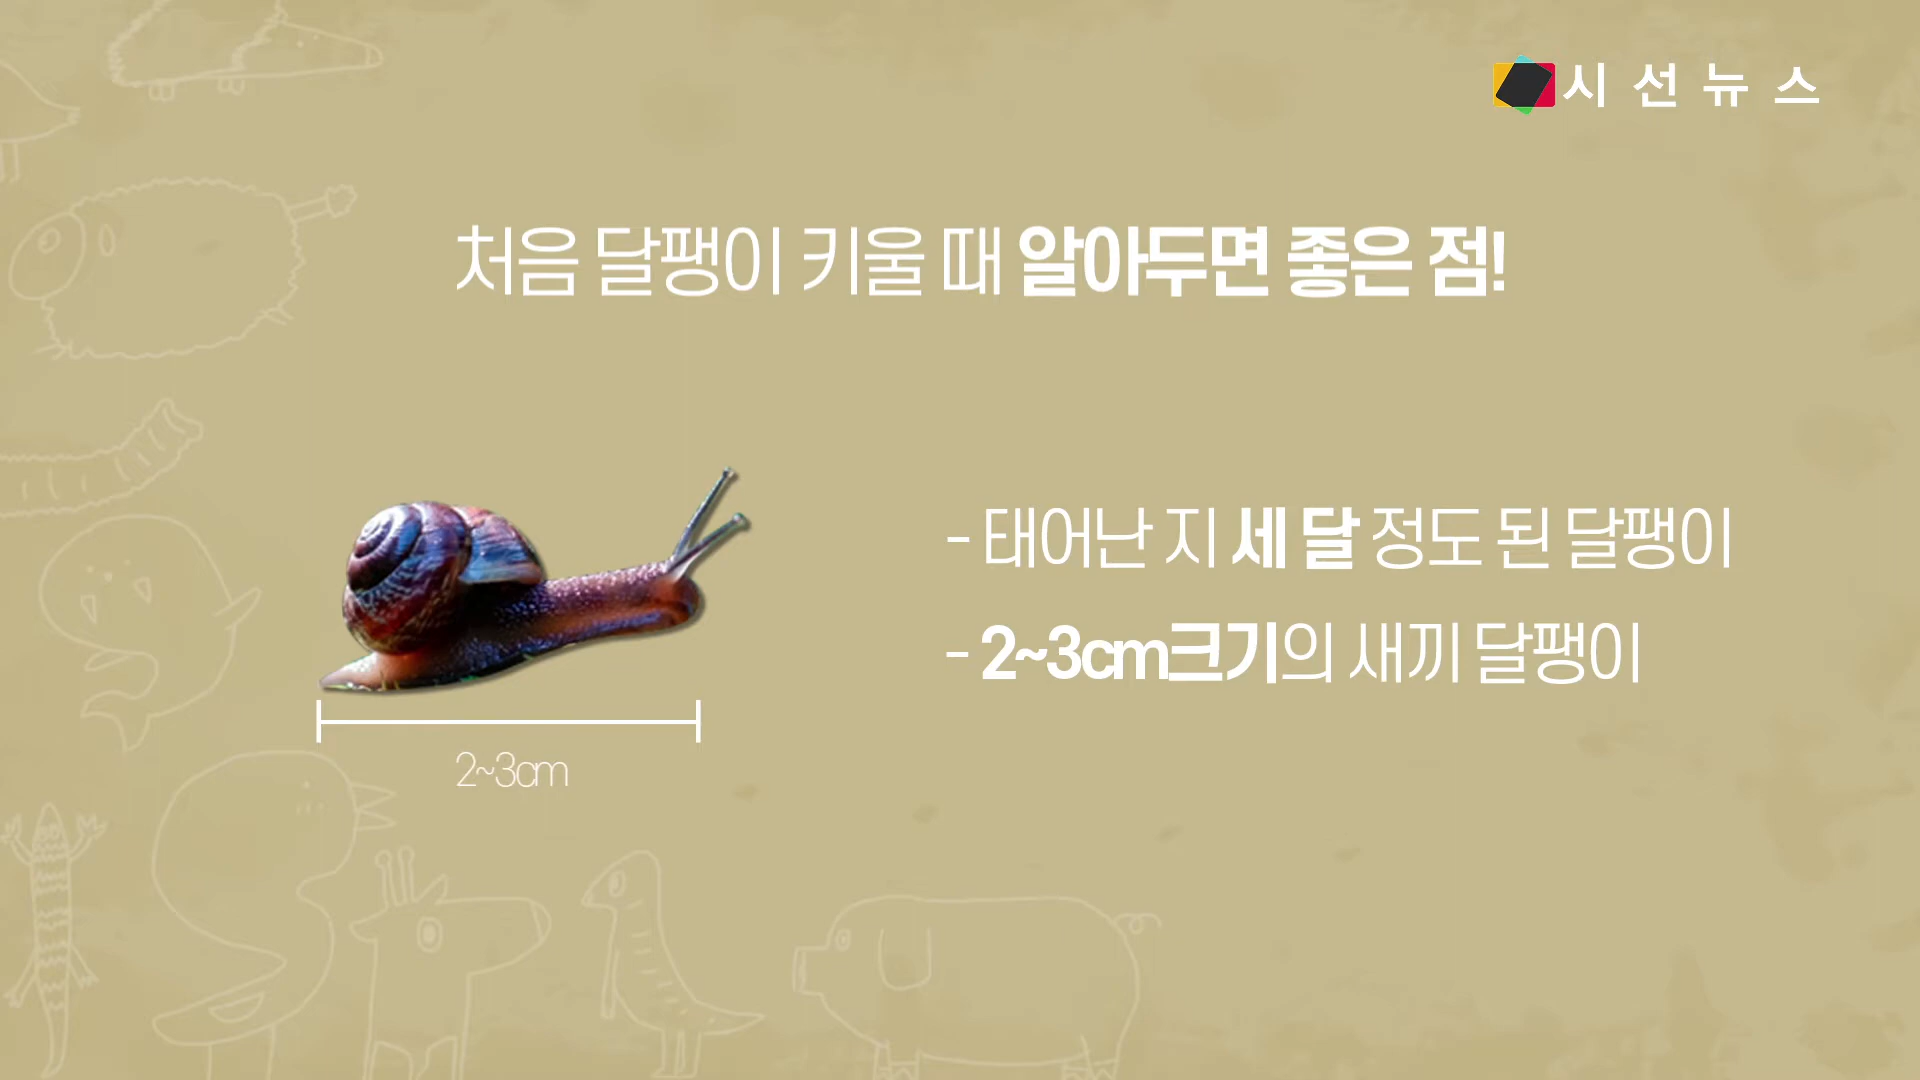 시선뉴스
처음 달팽이 키울 때 알아두면 좋은 점!
- 태어난 지 세 달 정도 된 달팽이
- 2~3cm크기의 새끼 달팽이
2~3cm